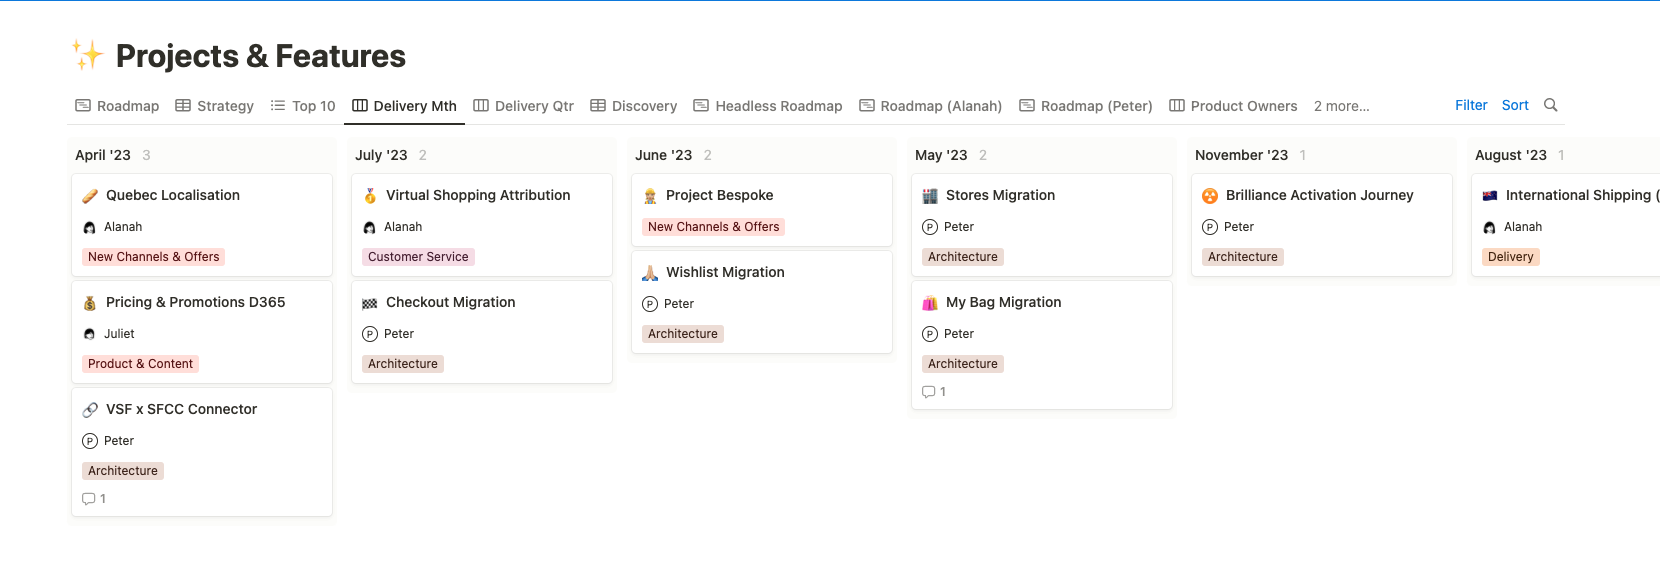 ✨ Projects & Features
Roadmap Strategy Top 10 Delivery Mth Delivery Qtr Discovery Headless Roadmap Roadmap (Alanah) Roadmap (Peter) Product Owners 2 more... Filter Sort
April '23 3
Quebec Localisation
Alanah
New Channels & Offers
Pricing & Promotions D365
Juliet
Product & Content
VSF x SFCC Connector
P Peter
Architecture
1
July '23 2
Virtual Shopping Attribution
Alanah
Customer Service
Checkout Migration
P Peter
Architecture
June '23 2
Project Bespoke
New Channels & Offers
Wishlist Migration
P Peter
Architecture
May '23 2
Stores Migration
P Peter
Architecture
My Bag Migration
P Peter
Architecture
1
November '23 1
Brilliance Activation Journey
P Peter
Architecture
August '23 1
International Shipping (
Alanah
Delivery